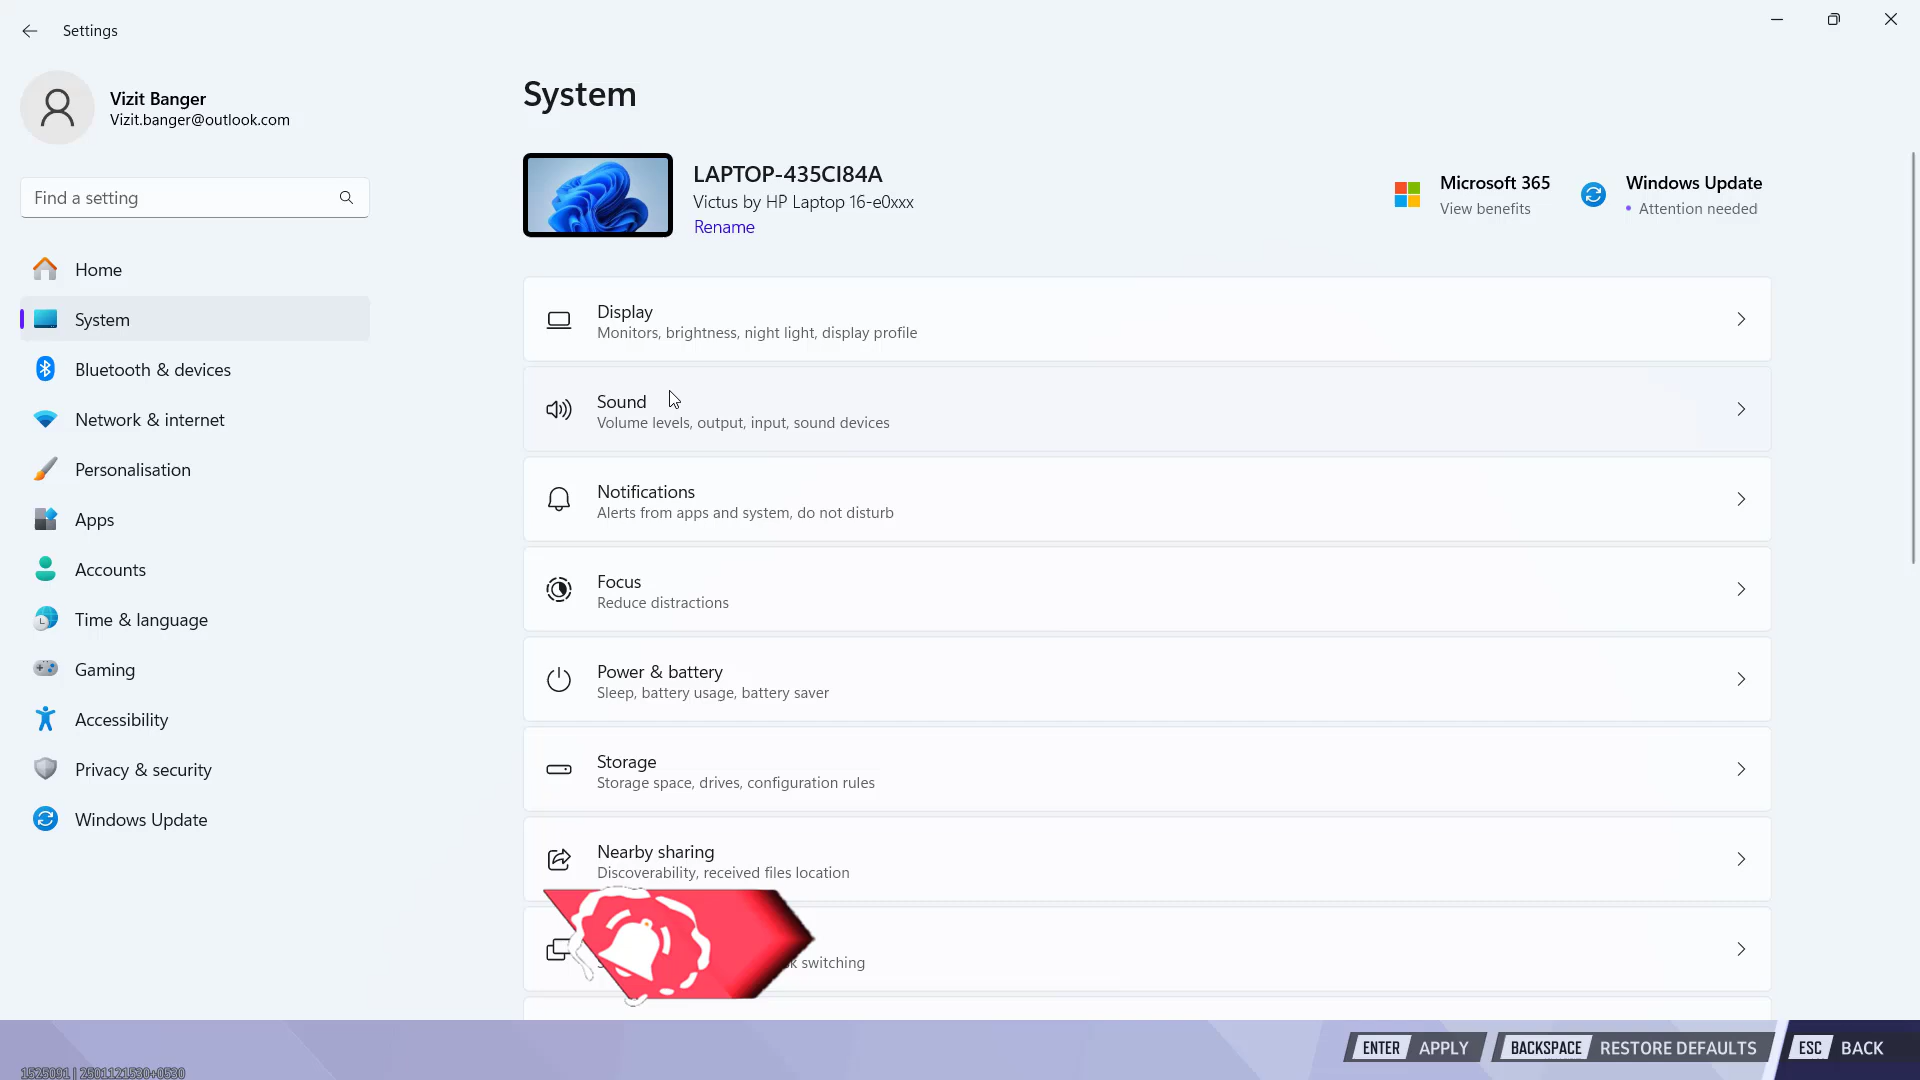 Settings
Vizit Banger
Vizit.banger@outlook.com
Find a setting
Home
System
Bluetooth & devices
Network & internet
Personalisation
Apps
Accounts
Time & language
Gaming
Accessibility
Privacy & security
Windows Update
System
LAPTOP-435CI84A
Victus by HP Laptop 16-e0xxx
Rename
Microsoft 365
View benefits
Windows Update
• Attention needed
Display
Monitors, brightness, night light, display profile
Sound
Volume levels, output, input, sound devices
Notifications
Alerts from apps and system, do not disturb
Focus
Reduce distractions
Power & battery
Sleep, battery usage, battery saver
Storage
Storage space, drives, configuration rules
Nearby sharing
Discoverability, received files location
switching
ENTER APPLY
BACKSPACE RESTORE DEFAULTS
ESC BACK
1525091 | 2501121530+0530